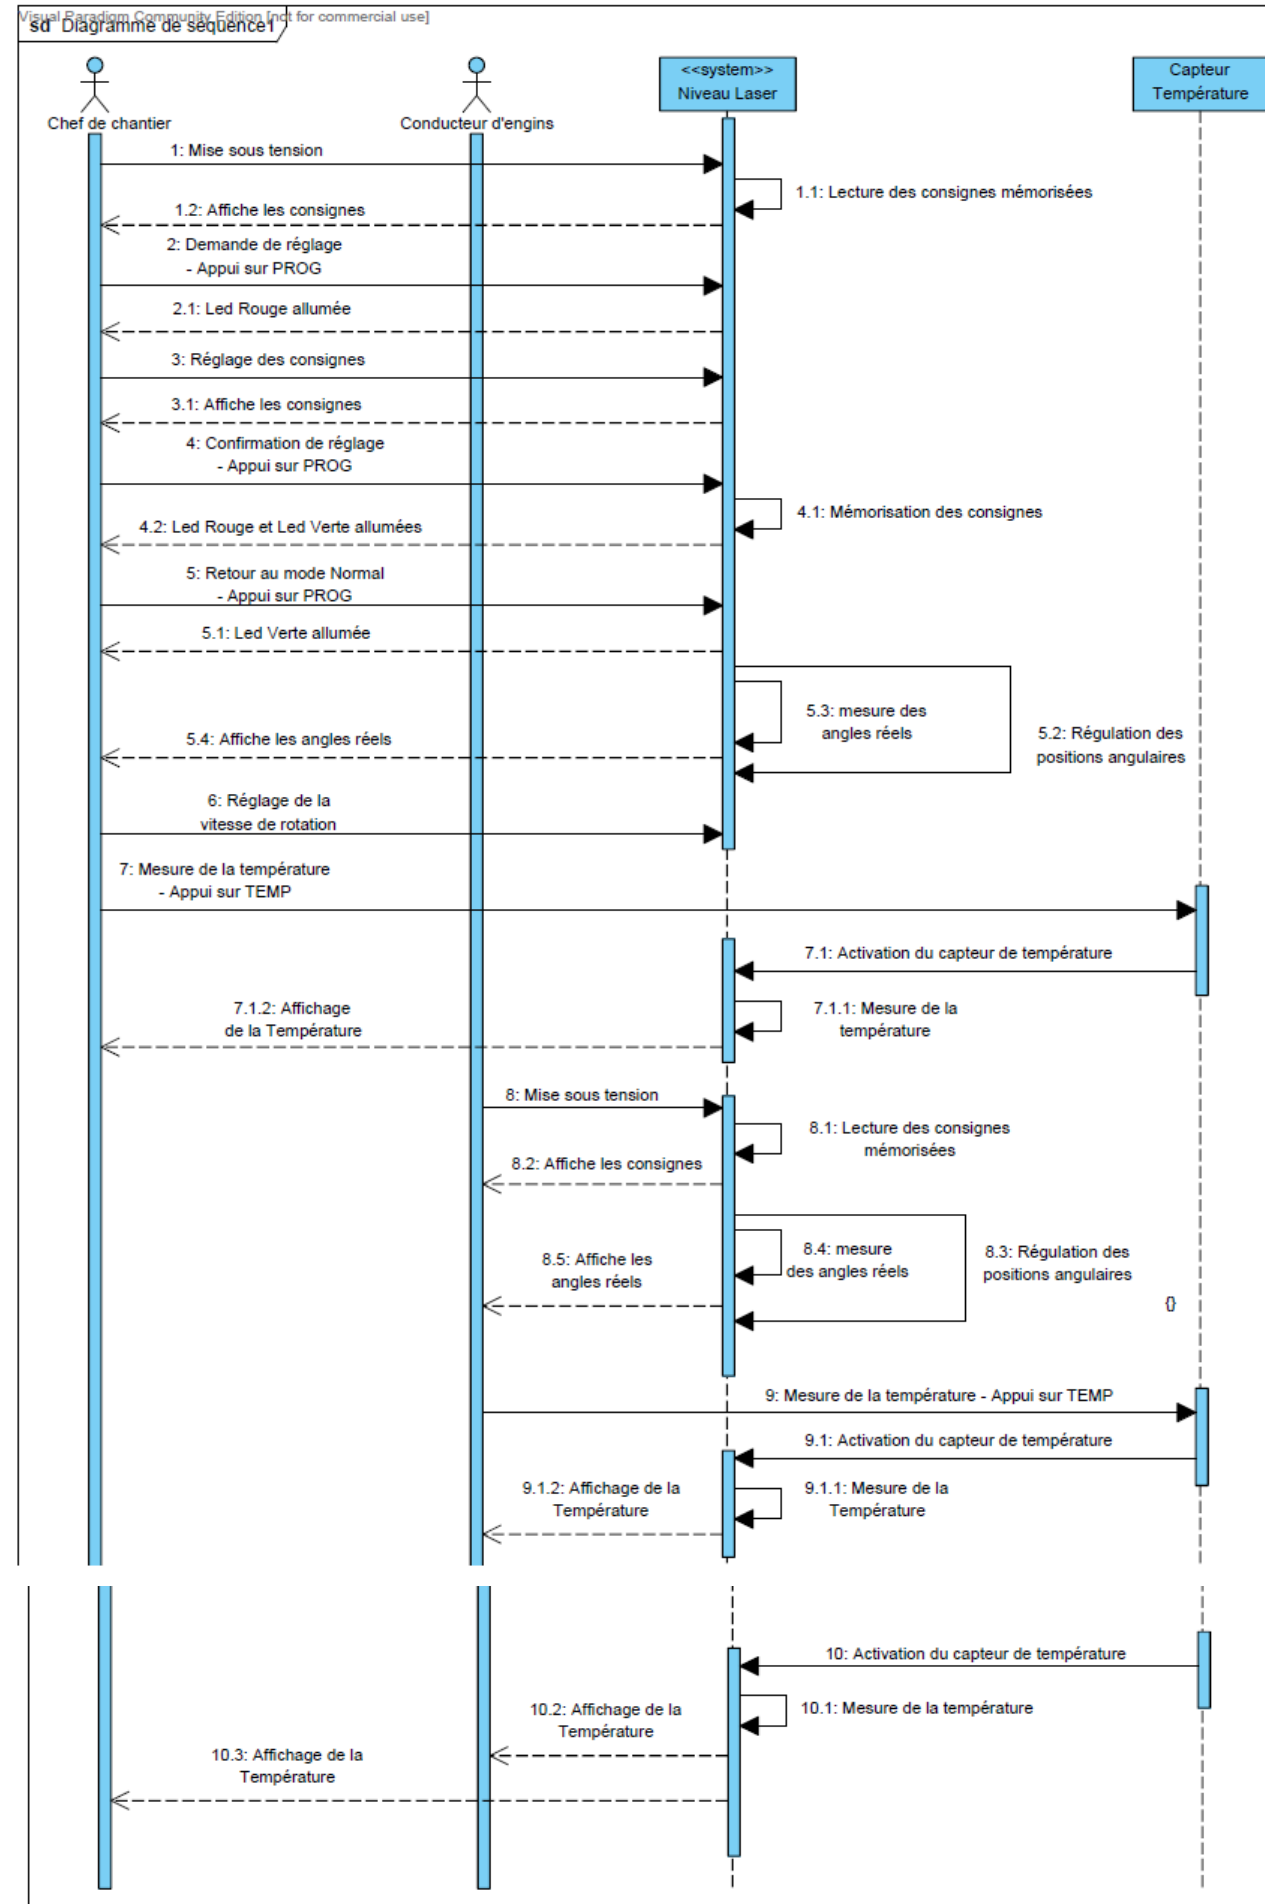 Visual Paradigm Community Edition [not for commercial use]
sd Diagramme de séquence1
<<system>>
Niveau Laser
Capteur
Température
Chef de chantier
Conducteur d'engins
1: Mise sous tension
1.1: Lecture des consignes mémorisées
1.2: Affiche les consignes
2: Demande de réglage
- Appui sur PROG
2.1: Led Rouge allumée
3: Réglage des consignes
3.1: Affiche les consignes
4: Confirmation de réglage
- Appui sur PROG
4.1: Mémorisation des consignes
4.2: Led Rouge et Led Verte allumées
5: Retour au mode Normal
- Appui sur PROG
5.1: Led Verte allumée
5.3: mesure des
angles réels
5.2: Régulation des
positions angulaires
5.4: Affiche les angles réels
6: Réglage de la
vitesse de rotation
7: Mesure de la température
- Appui sur TEMP
7.1: Activation du capteur de température
7.1.2: Affichage
de la Température
7.1.1: Mesure de la
température
8: Mise sous tension
8.1: Lecture des consignes
mémorisées
8.2: Affiche les consignes
8.4: mesure
des angles réels
8.3: Régulation des
positions angulaires
8.5: Affiche les
angles réels
{}
9: Mesure de la température - Appui sur TEMP
9.1: Activation du capteur de température
9.1.2: Affichage de la
Température
9.1.1: Mesure de la
Température
10: Activation du capteur de température
10.2: Affichage de la
Température
10.1: Mesure de la température
10.3: Affichage de la
Température